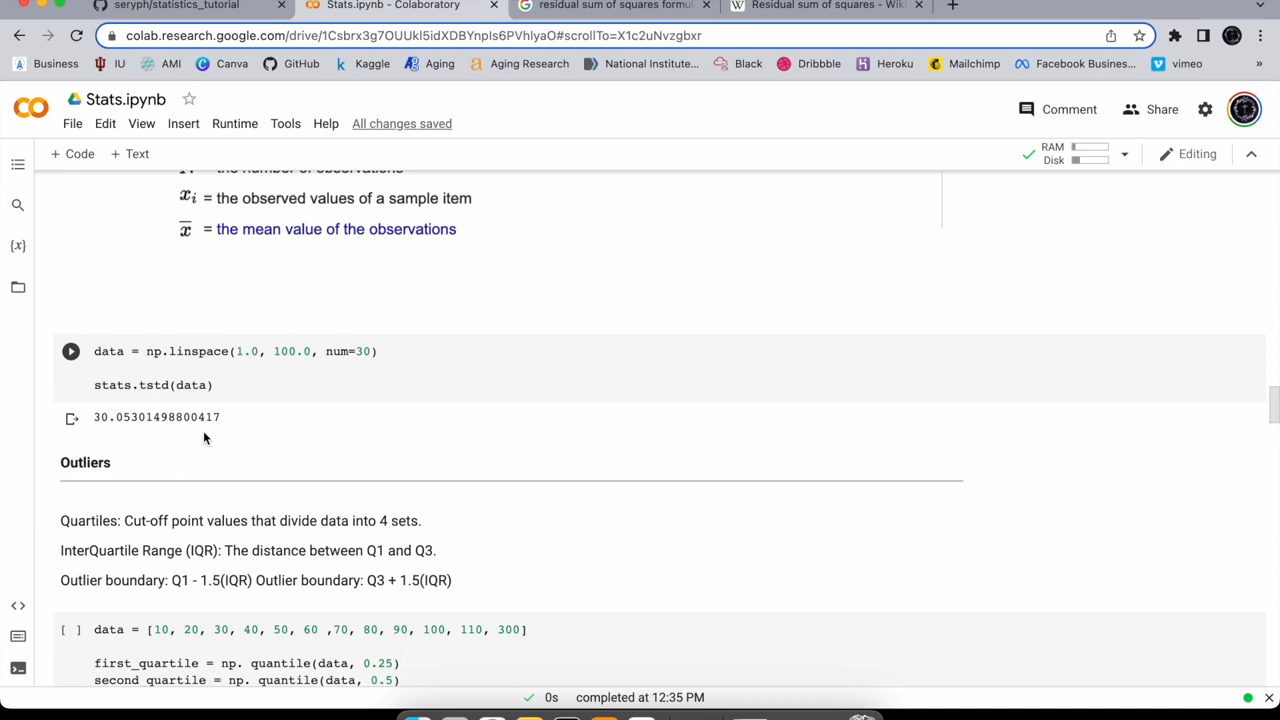 seryph/statistics_tutorial
Stats.ipynb - Colaboratory
residual sum of squares formul
Residual sum of squares - Wiki
colab.research.google.com/drive/1Csbrx3g7OUUkl5idXDBYnpIs6PVhlyaO#scrollTo=X1c2uNvzgbxr
Business IU AMI Canva GitHub Kaggle Aging Aging Research National Institute... Black Dribbble Heroku Mailchimp Facebook Busines... vimeo »
Stats.ipynb
Comment Share
File Edit View Insert Runtime Tools Help All changes saved
+ Code + Text
RAM
Disk
Editing
= the number of observations
xi = the observed values of a sample item
x̄ = the mean value of the observations
{x}
data = np.linspace(1.0, 100.0, num=30)
stats.tstd(data)
30.05301498800417
Outliers
Quartiles: Cut-off point values that divide data into 4 sets.
InterQuartile Range (IQR): The distance between Q1 and Q3.
Outlier boundary: Q1 - 1.5(IQR) Outlier boundary: Q3 + 1.5(IQR)
[ ] data = [10, 20, 30, 40, 50, 60 ,70, 80, 90, 100, 110, 300]
first_quartile = np. quantile(data, 0.25)
second_quartile = np. quantile(data, 0.5)
0s completed at 12:35 PM